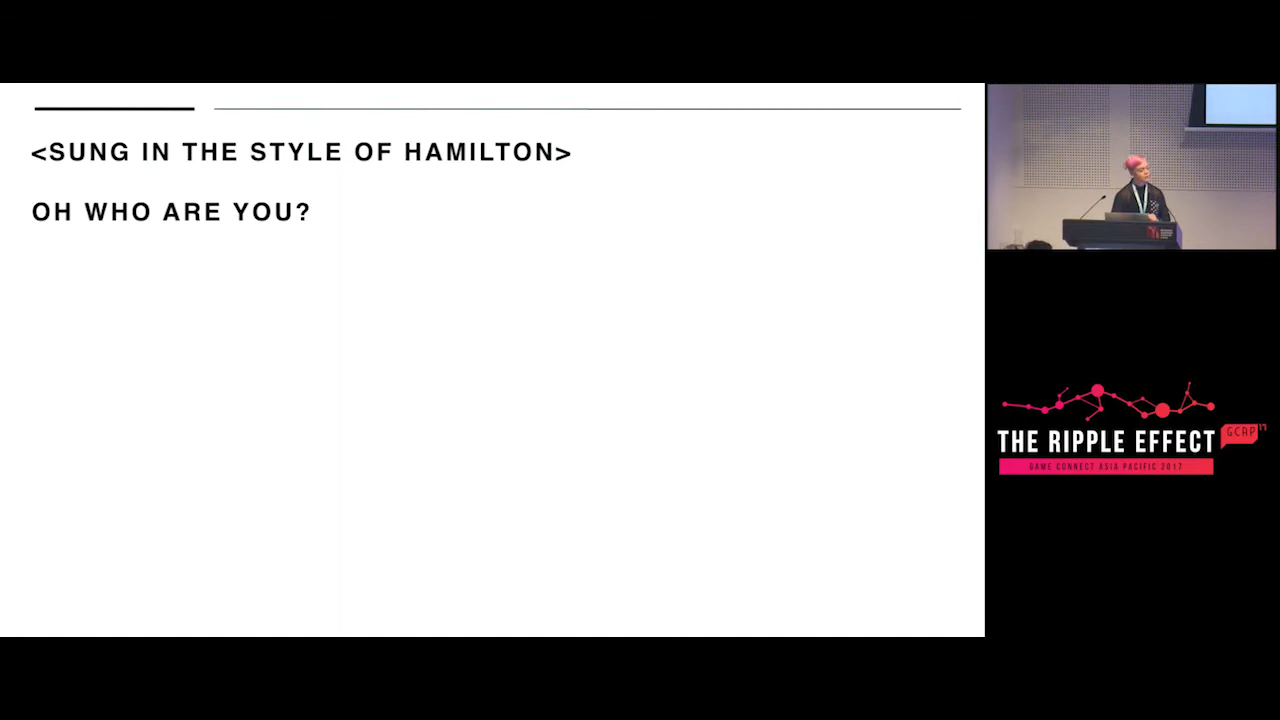 <SUNG IN THE STYLE OF HAMILTON>
OH WHO ARE YOU?
THE RIPPLE EFFECT
GCAP 17
GAME CONNECT ASIA PACIFIC 2017